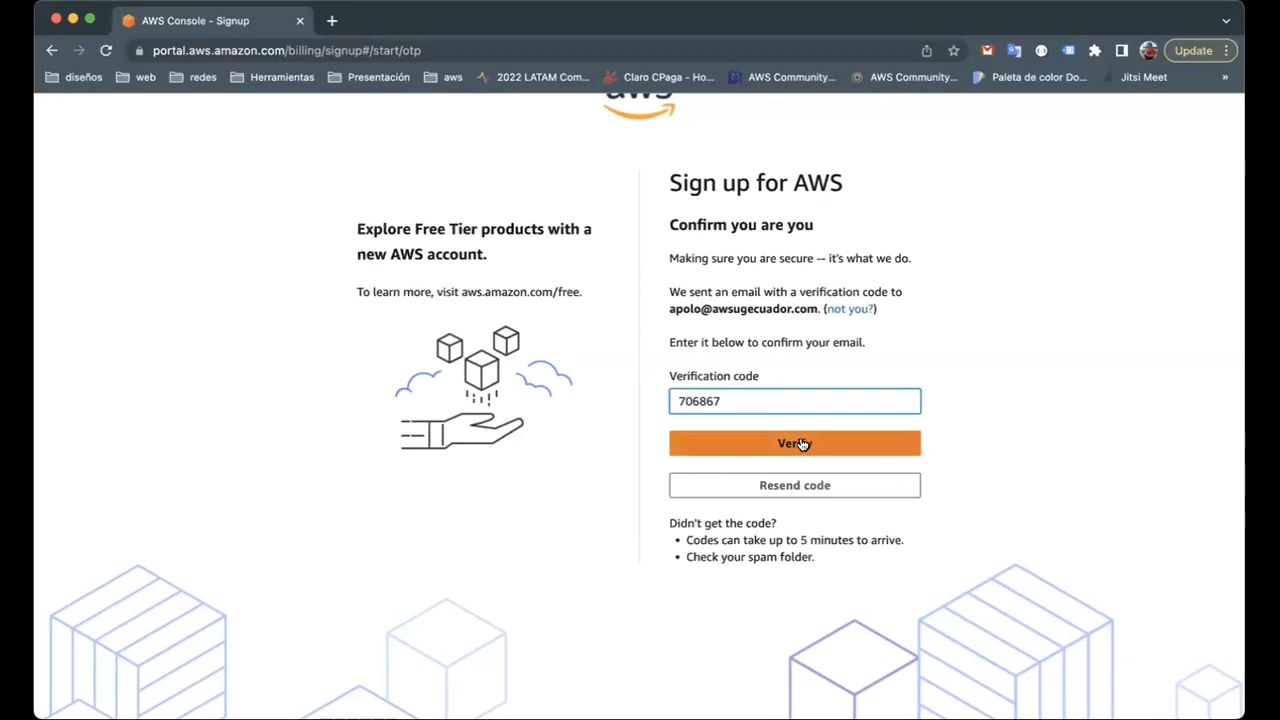 AWS Console - Signup
portal.aws.amazon.com/billing/signup#/start/otp
Update
diseños
web
redes
Herramientas
Presentación
aws
2022 LATAM Com...
Claro CPaga - Ho...
AWS Community...
AWS Community...
Paleta de color Do...
Jitsi Meet
»
aws
Explore Free Tier products with a
new AWS account.
To learn more, visit aws.amazon.com/free.
Sign up for AWS
Confirm you are you
Making sure you are secure -- it's what we do.
We sent an email with a verification code to
apolo@awsugecuador.com. (not you?)
Enter it below to confirm your email.
Verification code
706867
Verify
Resend code
Didn't get the code?
• Codes can take up to 5 minutes to arrive.
• Check your spam folder.